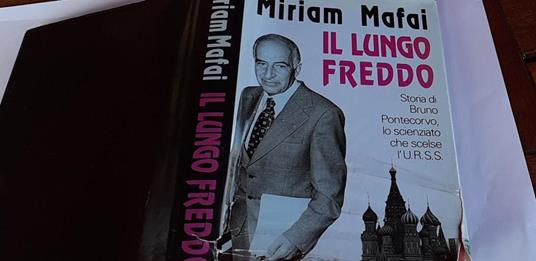 Miriam Mafai
IL LUNGO FREDDO
Miriam Mafai
IL LUNGO
FREDDO
Storia di
Bruno
Pontecorvo,
lo scienziato
che scelse
l'U.R.S.S.